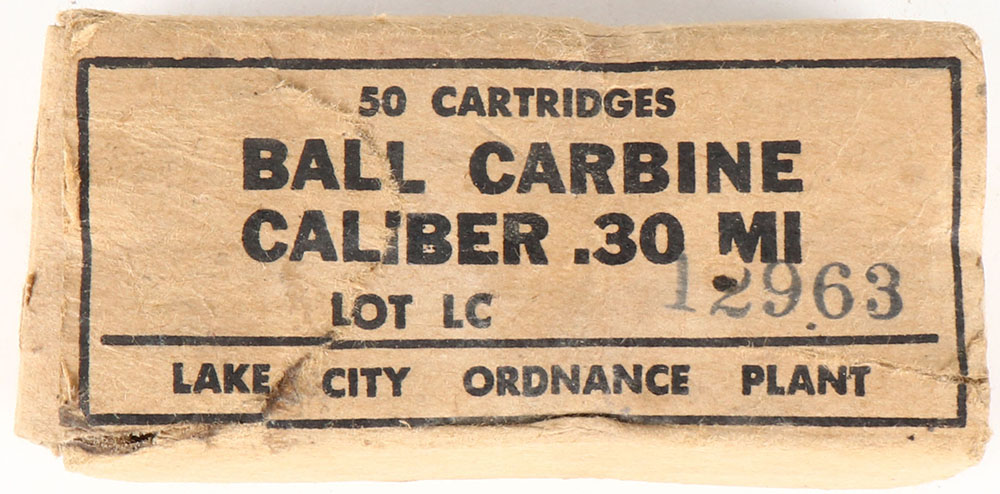 50 CARTRIDGES
BALL CARBINE
CALIBER .30 MI
LOT LC 12963
LAKE CITY ORDNANCE PLANT